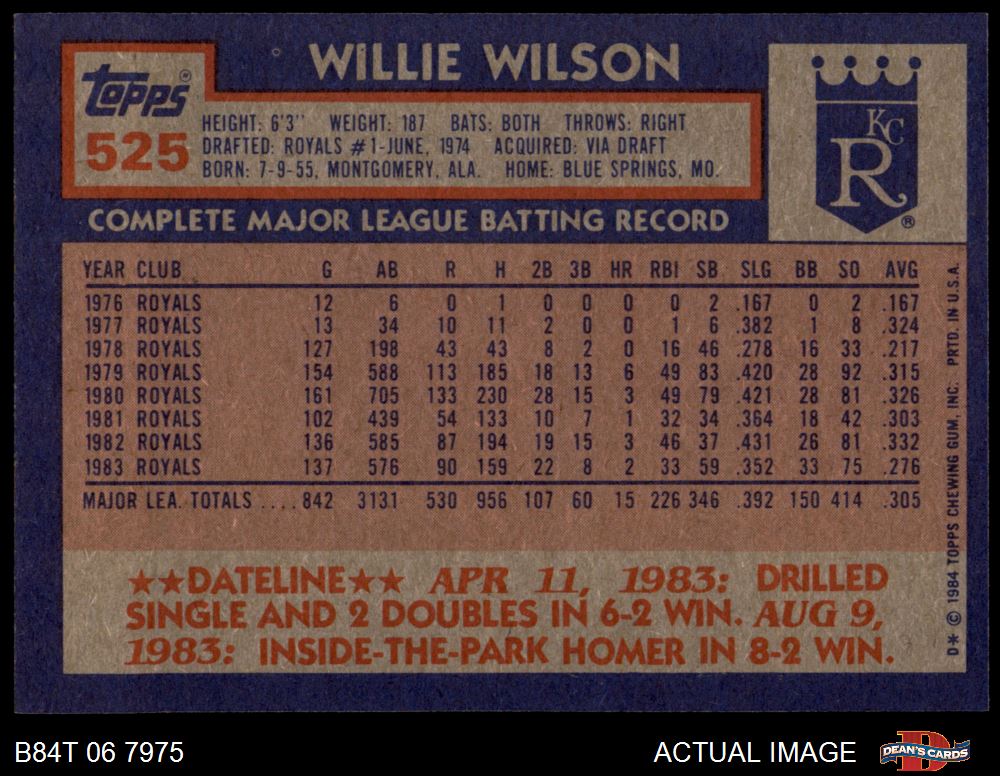 WILLIE WILSON
Topps ®
525
HEIGHT: 6'3" WEIGHT: 187 BATS: BOTH THROWS: RIGHT
DRAFTED: ROYALS #1-JUNE, 1974 ACQUIRED: VIA DRAFT
BORN: 7-9-55, MONTGOMERY, ALA. HOME: BLUE SPRINGS, MO.
KC
R
®
COMPLETE MAJOR LEAGUE BATTING RECORD
YEAR CLUB G AB R H 2B 3B HR RBI SB SLG BB SO AVG
1976 ROYALS 12 6 0 1 0 0 0 0 2 .167 0 2 .167
1977 ROYALS 13 34 10 11 2 0 0 1 6 .382 1 8 .324
1978 ROYALS 127 198 43 43 8 2 0 16 46 .278 16 33 .217
1979 ROYALS 154 588 113 185 18 13 6 49 83 .420 28 92 .315
1980 ROYALS 161 705 133 230 28 15 3 49 79 .421 28 81 .326
1981 ROYALS 102 439 54 133 10 7 1 32 34 .364 18 42 .303
1982 ROYALS 136 585 87 194 19 15 3 46 37 .431 26 81 .332
1983 ROYALS 137 576 90 159 22 8 2 33 59 .352 33 75 .276
MAJOR LEA. TOTALS .... 842 3131 530 956 107 60 15 226 346 .392 150 414 .305
★★DATELINE★★ APR 11, 1983: DRILLED
SINGLE AND 2 DOUBLES IN 6-2 WIN. AUG 9,
1983: INSIDE-THE-PARK HOMER IN 8-2 WIN.
D* © 1984 TOPPS CHEWING GUM, INC. PRTD. IN U.S.A.
B84T 06 7975
ACTUAL IMAGE
D
DEAN'S CARDS